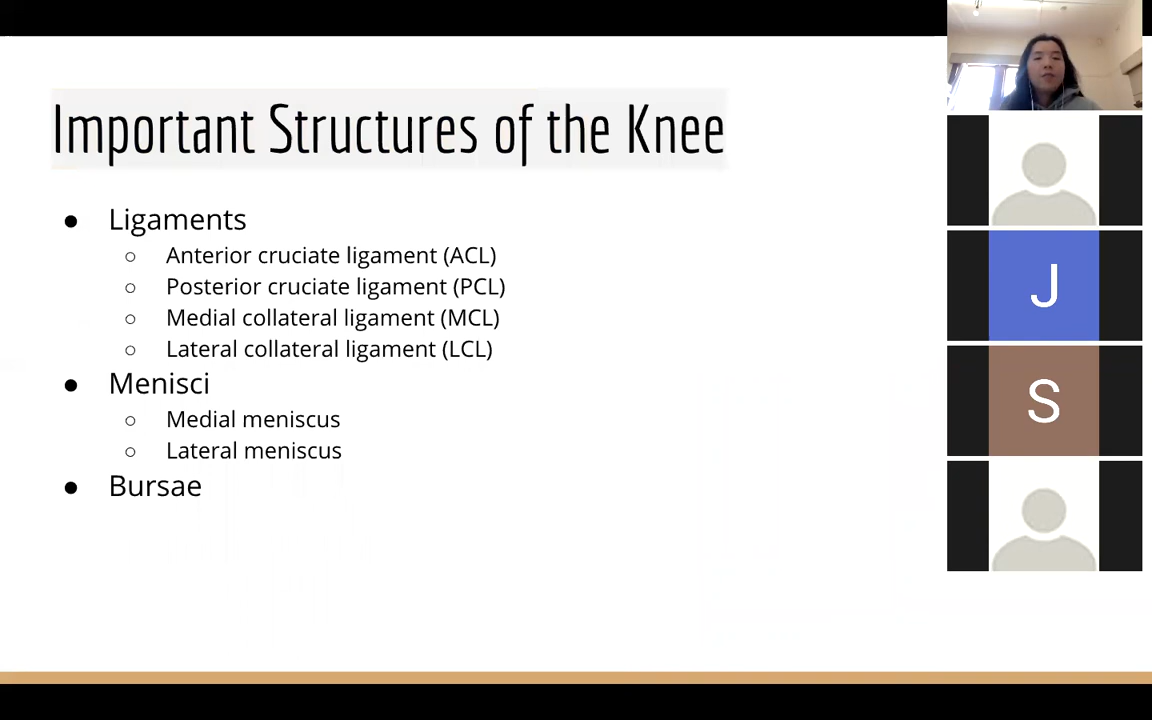 Important Structures of the Knee
● Ligaments
○ Anterior cruciate ligament (ACL)
○ Posterior cruciate ligament (PCL)
○ Medial collateral ligament (MCL)
○ Lateral collateral ligament (LCL)
● Menisci
○ Medial meniscus
○ Lateral meniscus
● Bursae
J
S